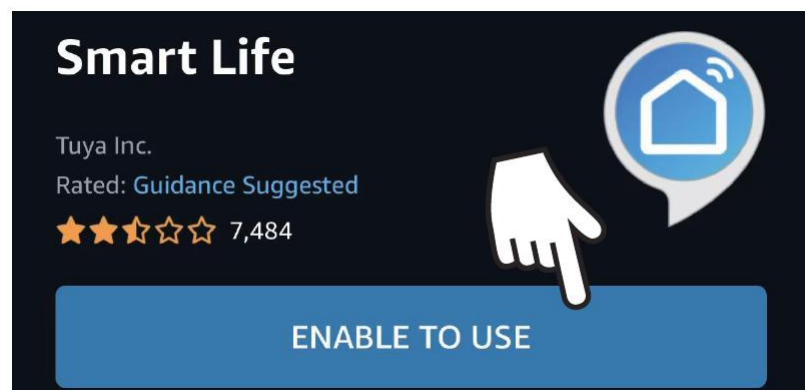 Smart Life
Tuya Inc.
Rated: Guidance Suggested
7,484
ENABLE TO USE